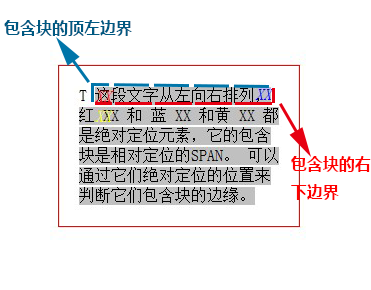 包含块的顶左边界
T 这段文字从左向右排列,XX
红 XX 和 蓝 XX 和黄 XX 都
是绝对定位元素，它的包含
块是相对定位的SPAN。 可以
通过它们绝对定位的位置来
判断它们包含块的边缘。
包含块的右
下边界